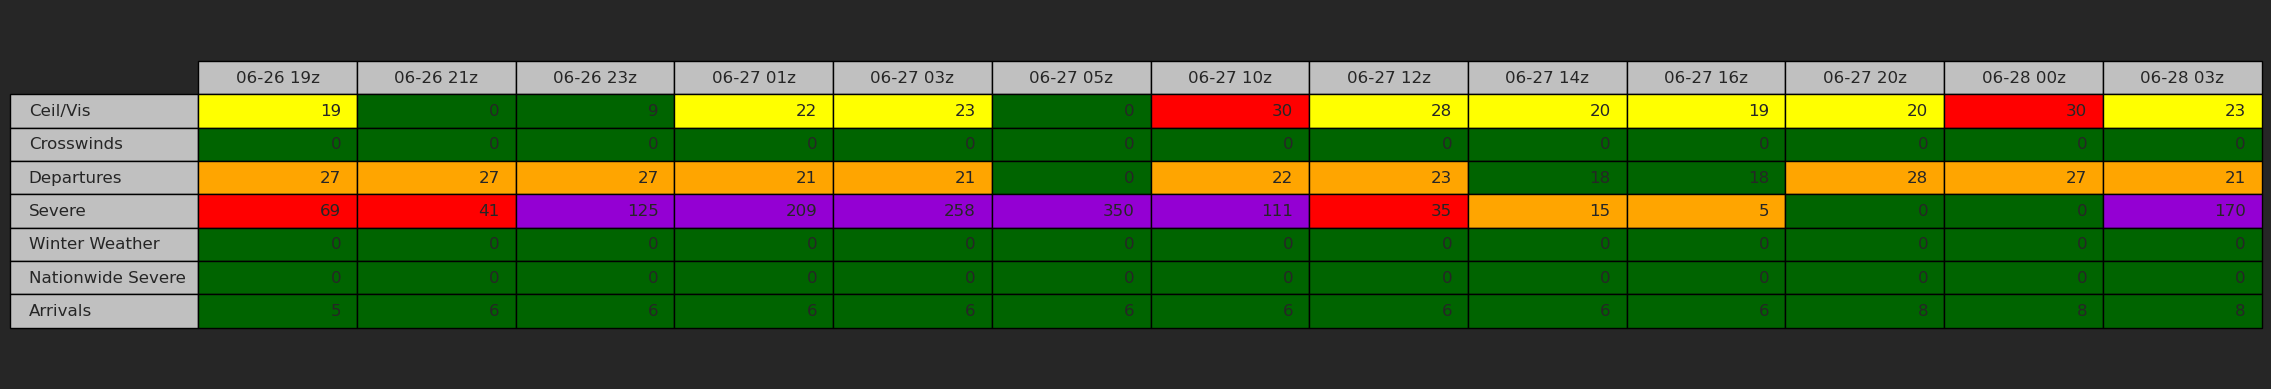 06-26 19z 06-26 21z 06-26 23z 06-27 01z 06-27 03z 06-27 05z 06-27 10z 06-27 12z 06-27 14z 06-27 16z 06-27 20z 06-28 00z 06-28 03z
Ceil/Vis 19 0 9 22 23 0 30 28 20 19 20 30 23
Crosswinds 0 0 0 0 0 0 0 0 0 0 0 0 0
Departures 27 27 27 21 21 0 22 23 18 18 28 27 21
Severe 69 41 125 209 258 350 111 35 15 5 0 0 170
Winter Weather 0 0 0 0 0 0 0 0 0 0 0 0 0
Nationwide Severe 0 0 0 0 0 0 0 0 0 0 0 0 0
Arrivals 5 6 6 6 6 6 6 6 6 6 8 8 8